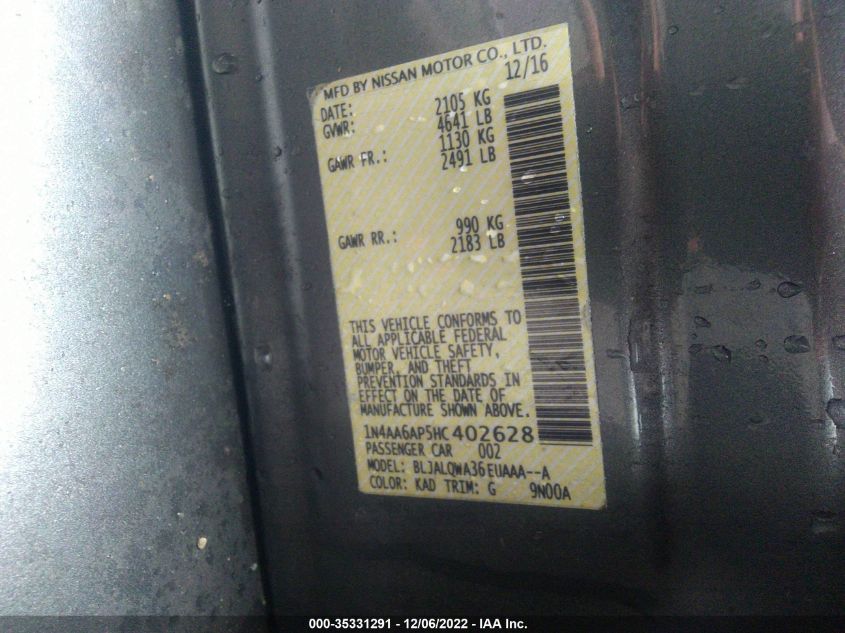 MFD BY NISSAN MOTOR CO., LTD.
DATE: 12/16
GVWR: 2105 KG
4641 LB
GAWR FR.: 1130 KG
2491 LB
GAWR RR.: 990 KG
2183 LB
THIS VEHICLE CONFORMS TO
ALL APPLICABLE FEDERAL
MOTOR VEHICLE SAFETY,
BUMPER, AND THEFT
PREVENTION STANDARDS IN
EFFECT ON THE DATE OF
MANUFACTURE SHOWN ABOVE.
1N4AA6AP5HC402628
PASSENGER CAR 002
MODEL: BLJALQWA36EUAAA--A
COLOR: KAD TRIM: G 9N00A
000-35331291 - 12/06/2022 - IAA Inc.